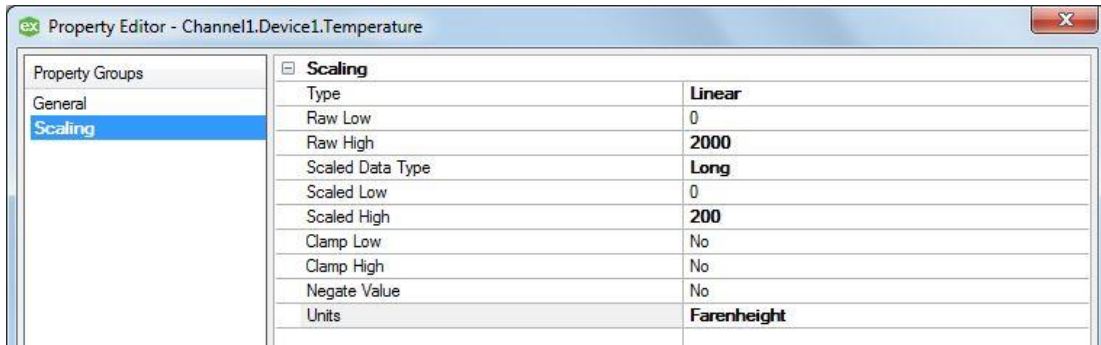 ex Property Editor - Channel1.Device1.Temperature X
Property Groups
General
Scaling
Scaling
Type Linear
Raw Low 0
Raw High 2000
Scaled Data Type Long
Scaled Low 0
Scaled High 200
Clamp Low No
Clamp High No
Negate Value No
Units Farenheight